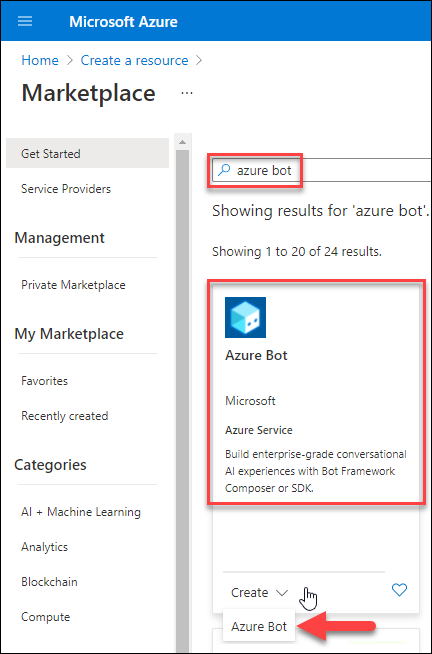 Microsoft Azure
Home > Create a resource >
Marketplace ...
Get Started
Service Providers
Management
Private Marketplace
My Marketplace
Favorites
Recently created
Categories
AI + Machine Learning
Analytics
Blockchain
Compute
azure bot
Showing results for 'azure bot'.
Showing 1 to 20 of 24 results.
Azure Bot
Microsoft
Azure Service
Build enterprise-grade conversational
AI experiences with Bot Framework
Composer or SDK.
Create
Azure Bot